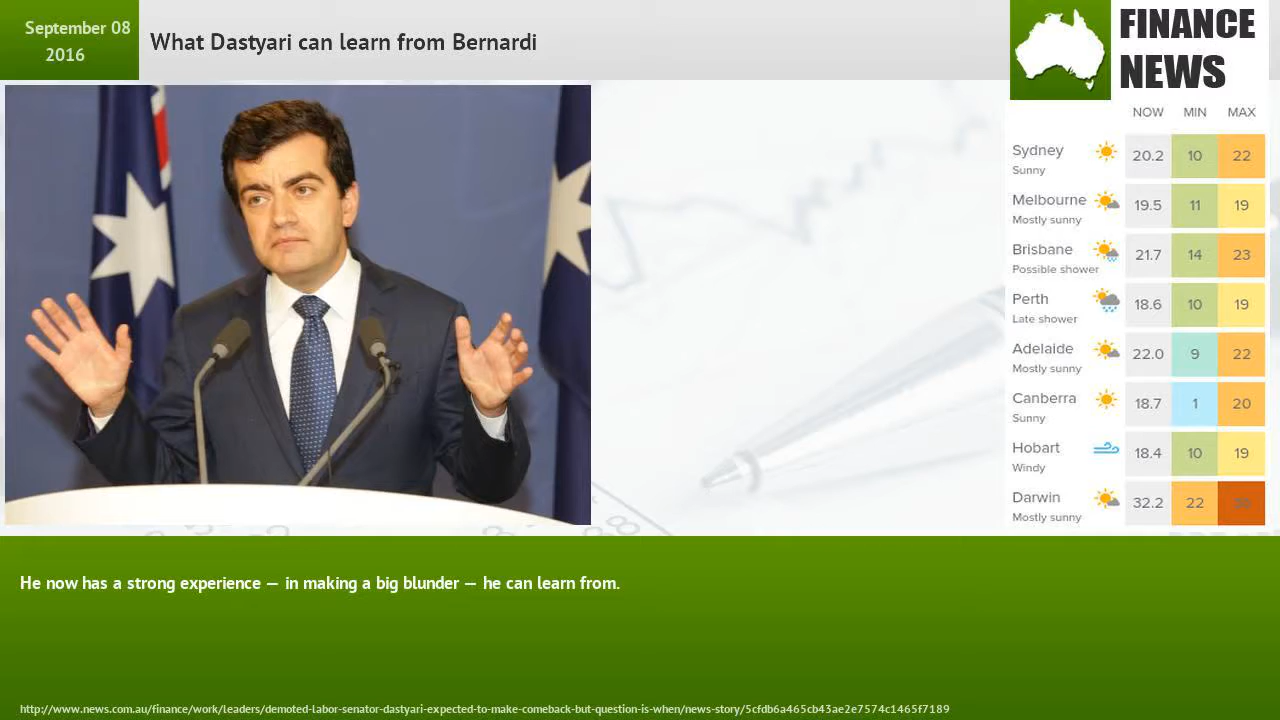 September 08
2016
What Dastyari can learn from Bernardi
FINANCE
NEWS
NOW MIN MAX
Sydney
Sunny
20.2 10 22
Melbourne
Mostly sunny
19.5 11 19
Brisbane
Possible shower
21.7 14 23
Perth
Late shower
18.6 10 19
Adelaide
Mostly sunny
22.0 9 22
Canberra
Sunny
18.7 1 20
Hobart
Windy
18.4 10 19
Darwin
Mostly sunny
32.2 22
He now has a strong experience — in making a big blunder — he can learn from.
http://www.news.com.au/finance/work/leaders/demoted-labor-senator-dastyari-expected-to-make-comeback-but-question-is-when/news-story/5cfdb6a465cb43ae2e7574c1465f7189